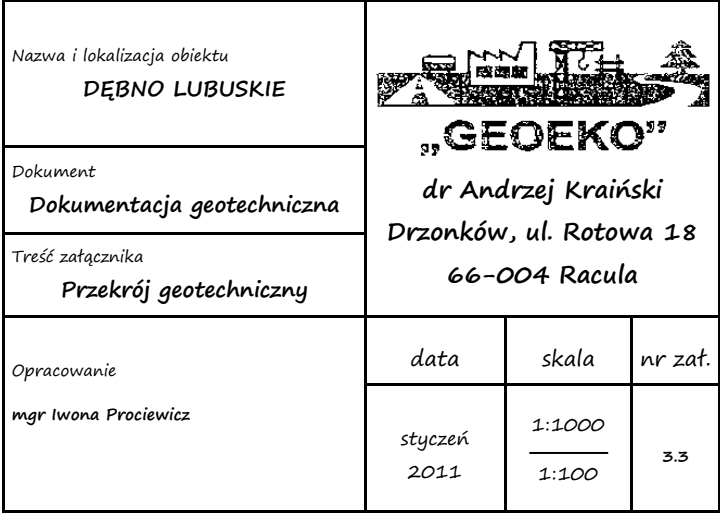 Nazwa i lokalizacja obiektu
DĘBNO LUBUSKIE
Dokument
Dokumentacja geotechniczna
Treść załącznika
Przekrój geotechniczny
Opracowanie
mgr Iwona Prociewicz
„GEOEKO”
dr Andrzej Kraiński
Drzonków, ul. Rotowa 18
66-004 Racula
data skala nr zał.
styczeń
2011
1:1000
1:100
3.3